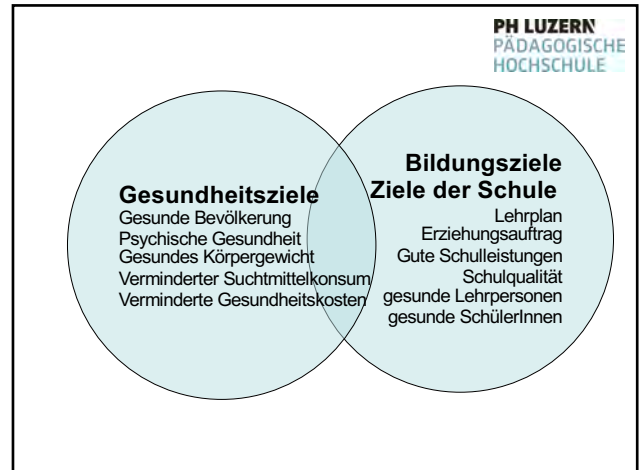 PH LUZERN
PÄDAGOGISCHE
HOCHSCHULE
Gesundheitsziele
Gesunde Bevölkerung
Psychische Gesundheit
Gesundes Körpergewicht
Verminderter Suchtmittelkonsum
Verminderte Gesundheitskosten
Bildungsziele
Ziele der Schule
Lehrplan
Erziehungsauftrag
Gute Schulleistungen
Schulqualität
gesunde Lehrpersonen
gesunde SchülerInnen